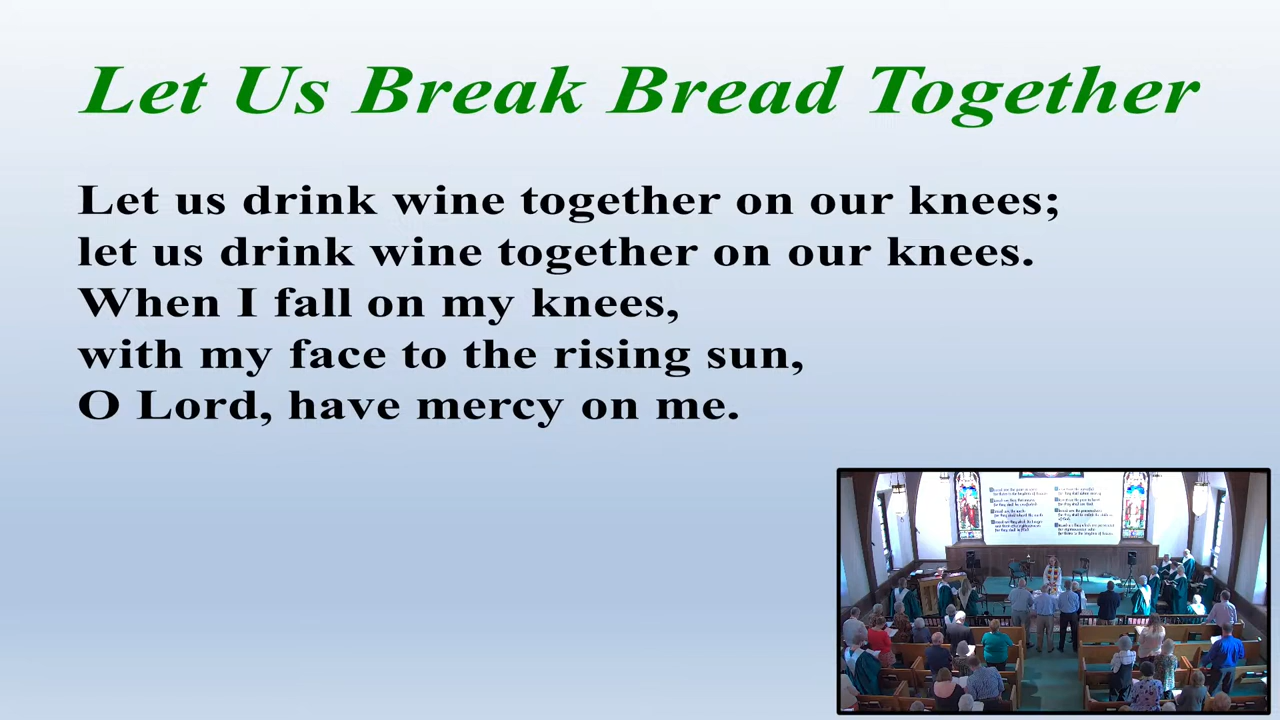 Let Us Break Bread Together
Let us drink wine together on our knees;
let us drink wine together on our knees.
When I fall on my knees,
with my face to the rising sun,
O Lord, have mercy on me.